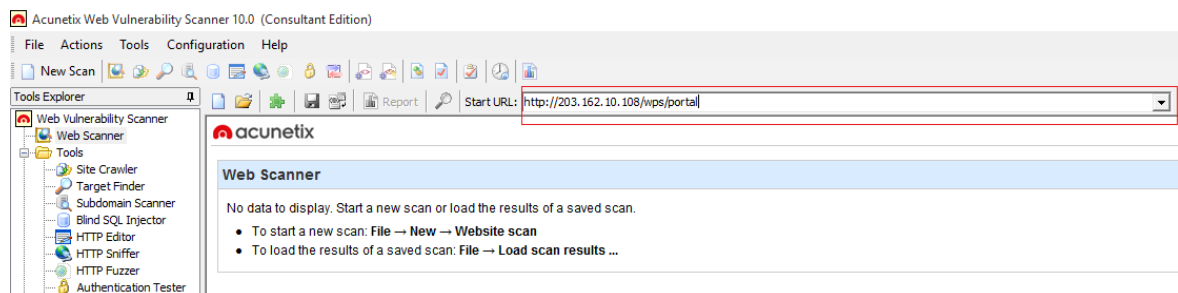 Acunetix Web Vulnerability Scanner 10.0 (Consultant Edition)
File Actions Tools Configuration Help
New Scan
Tools Explorer
Report
Start URL: http://203.162.10.108/wps/portal
Web Vulnerability Scanner
Web Scanner
Tools
Site Crawler
Target Finder
Subdomain Scanner
Blind SQL Injector
HTTP Editor
HTTP Sniffer
HTTP Fuzzer
Authentication Tester
acunetix
Web Scanner
No data to display. Start a new scan or load the results of a saved scan.
• To start a new scan: File → New → Website scan
• To load the results of a saved scan: File → Load scan results ...